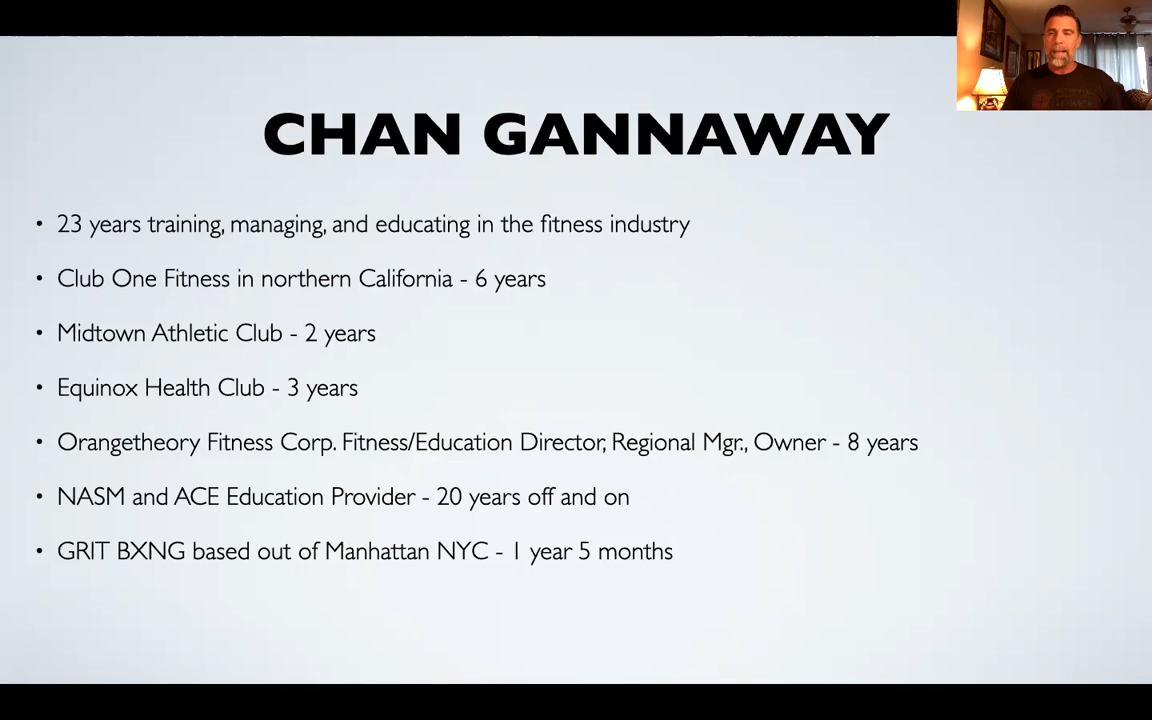 CHAN GANNAWAY
• 23 years training, managing, and educating in the fitness industry
• Club One Fitness in northern California - 6 years
• Midtown Athletic Club - 2 years
• Equinox Health Club - 3 years
• Orangetheory Fitness Corp. Fitness/Education Director, Regional Mgr., Owner - 8 years
• NASM and ACE Education Provider - 20 years off and on
• GRIT BXNG based out of Manhattan NYC - 1 year 5 months